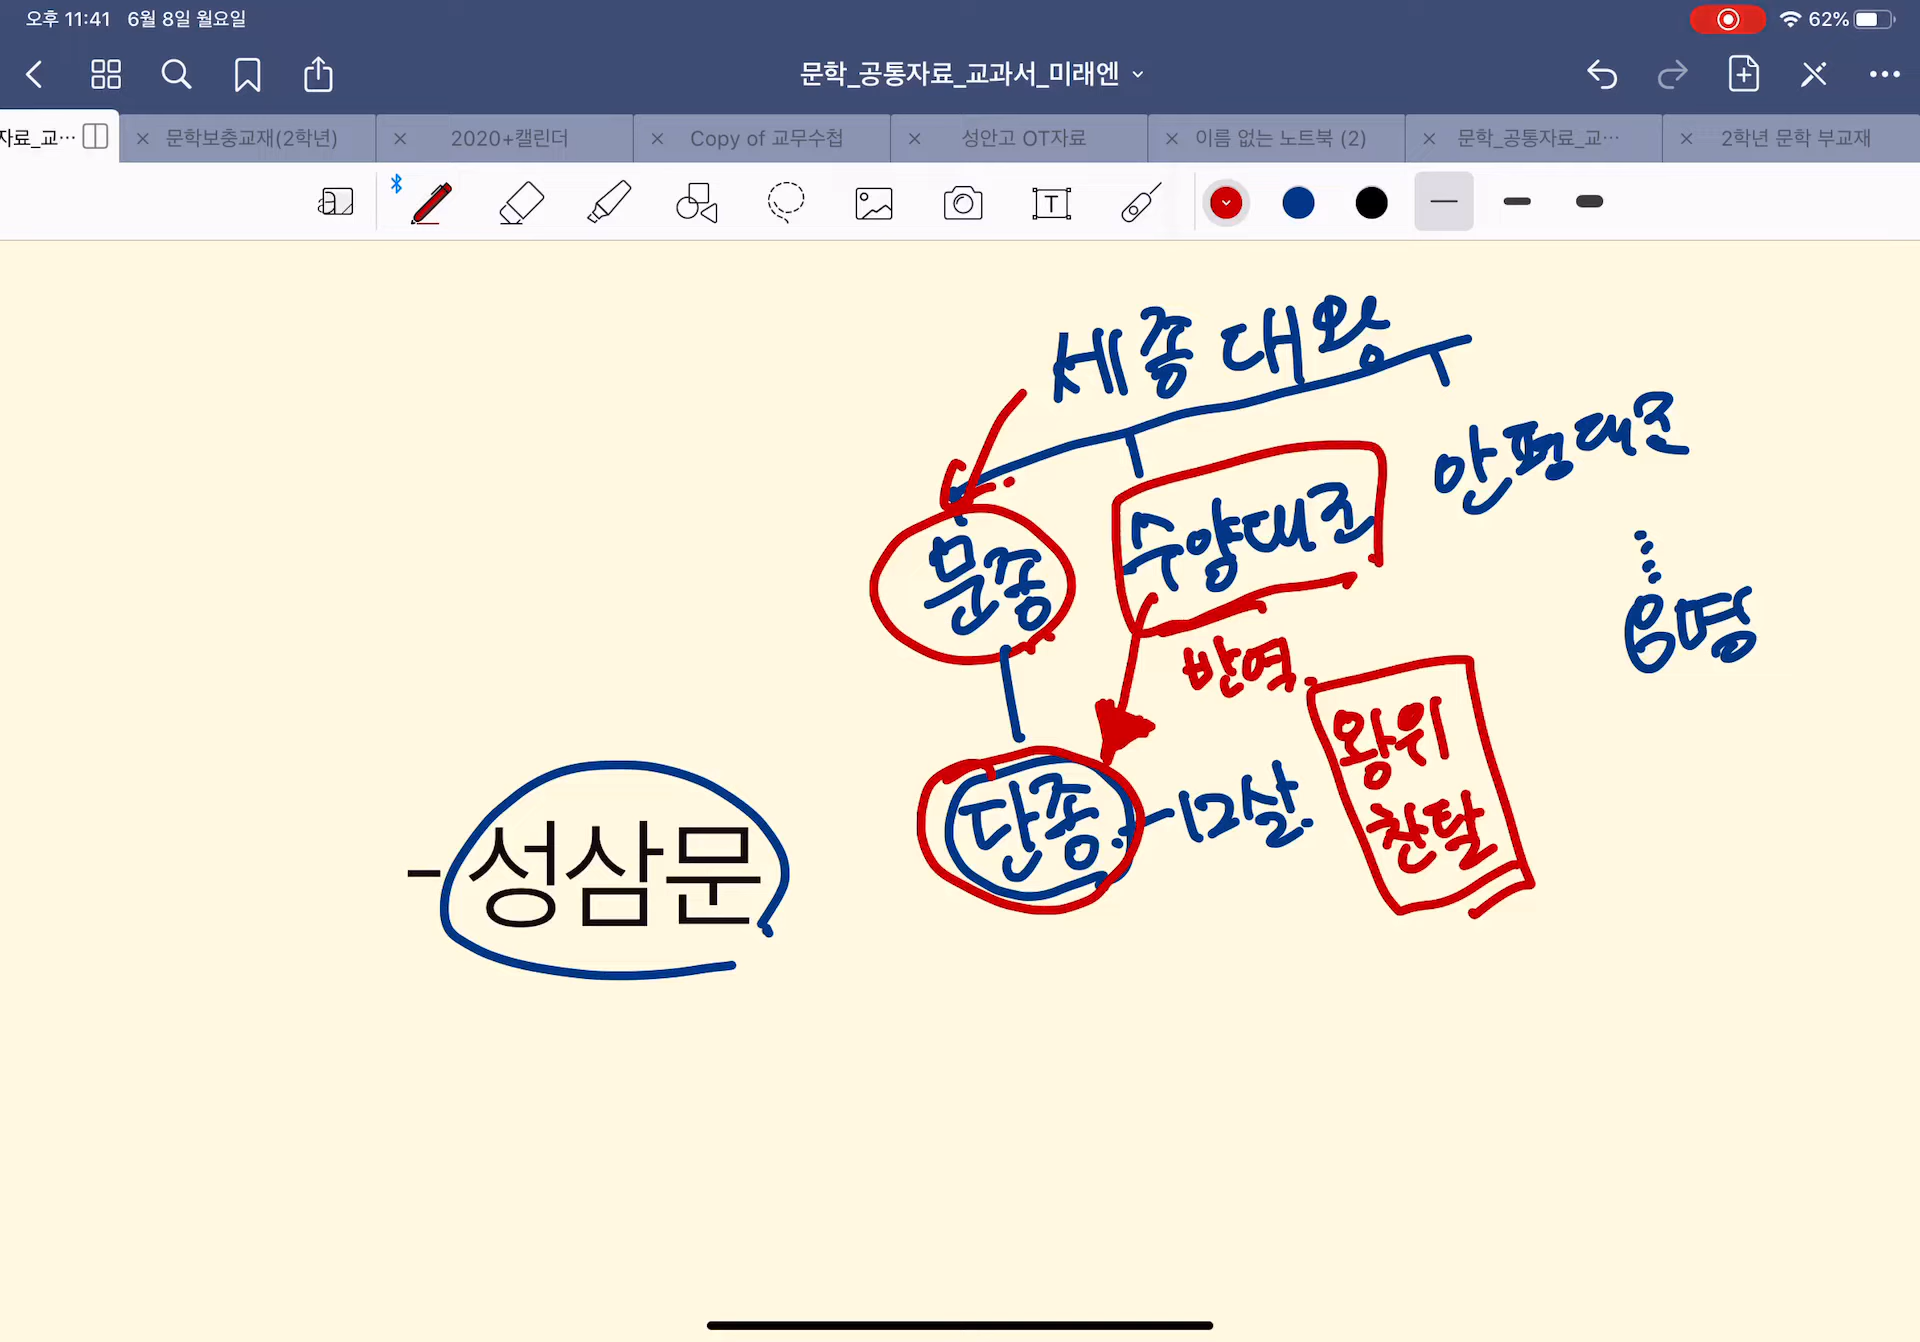 오후 11:41 6월 8일 월요일
62%
문학_공통자료_교과서_미래엔
자료_교…
문학보충교재(2학년)
2020+캘린더
Copy of 교무수첩
성안고 OT자료
이름 없는 노트북 (2)
문학_공통자료_교…
2학년 문학 부교재
세종대왕
안평대군
수양대군
문종
8명
반역
왕위
찬탈
단종 - 12살
- 성삼문